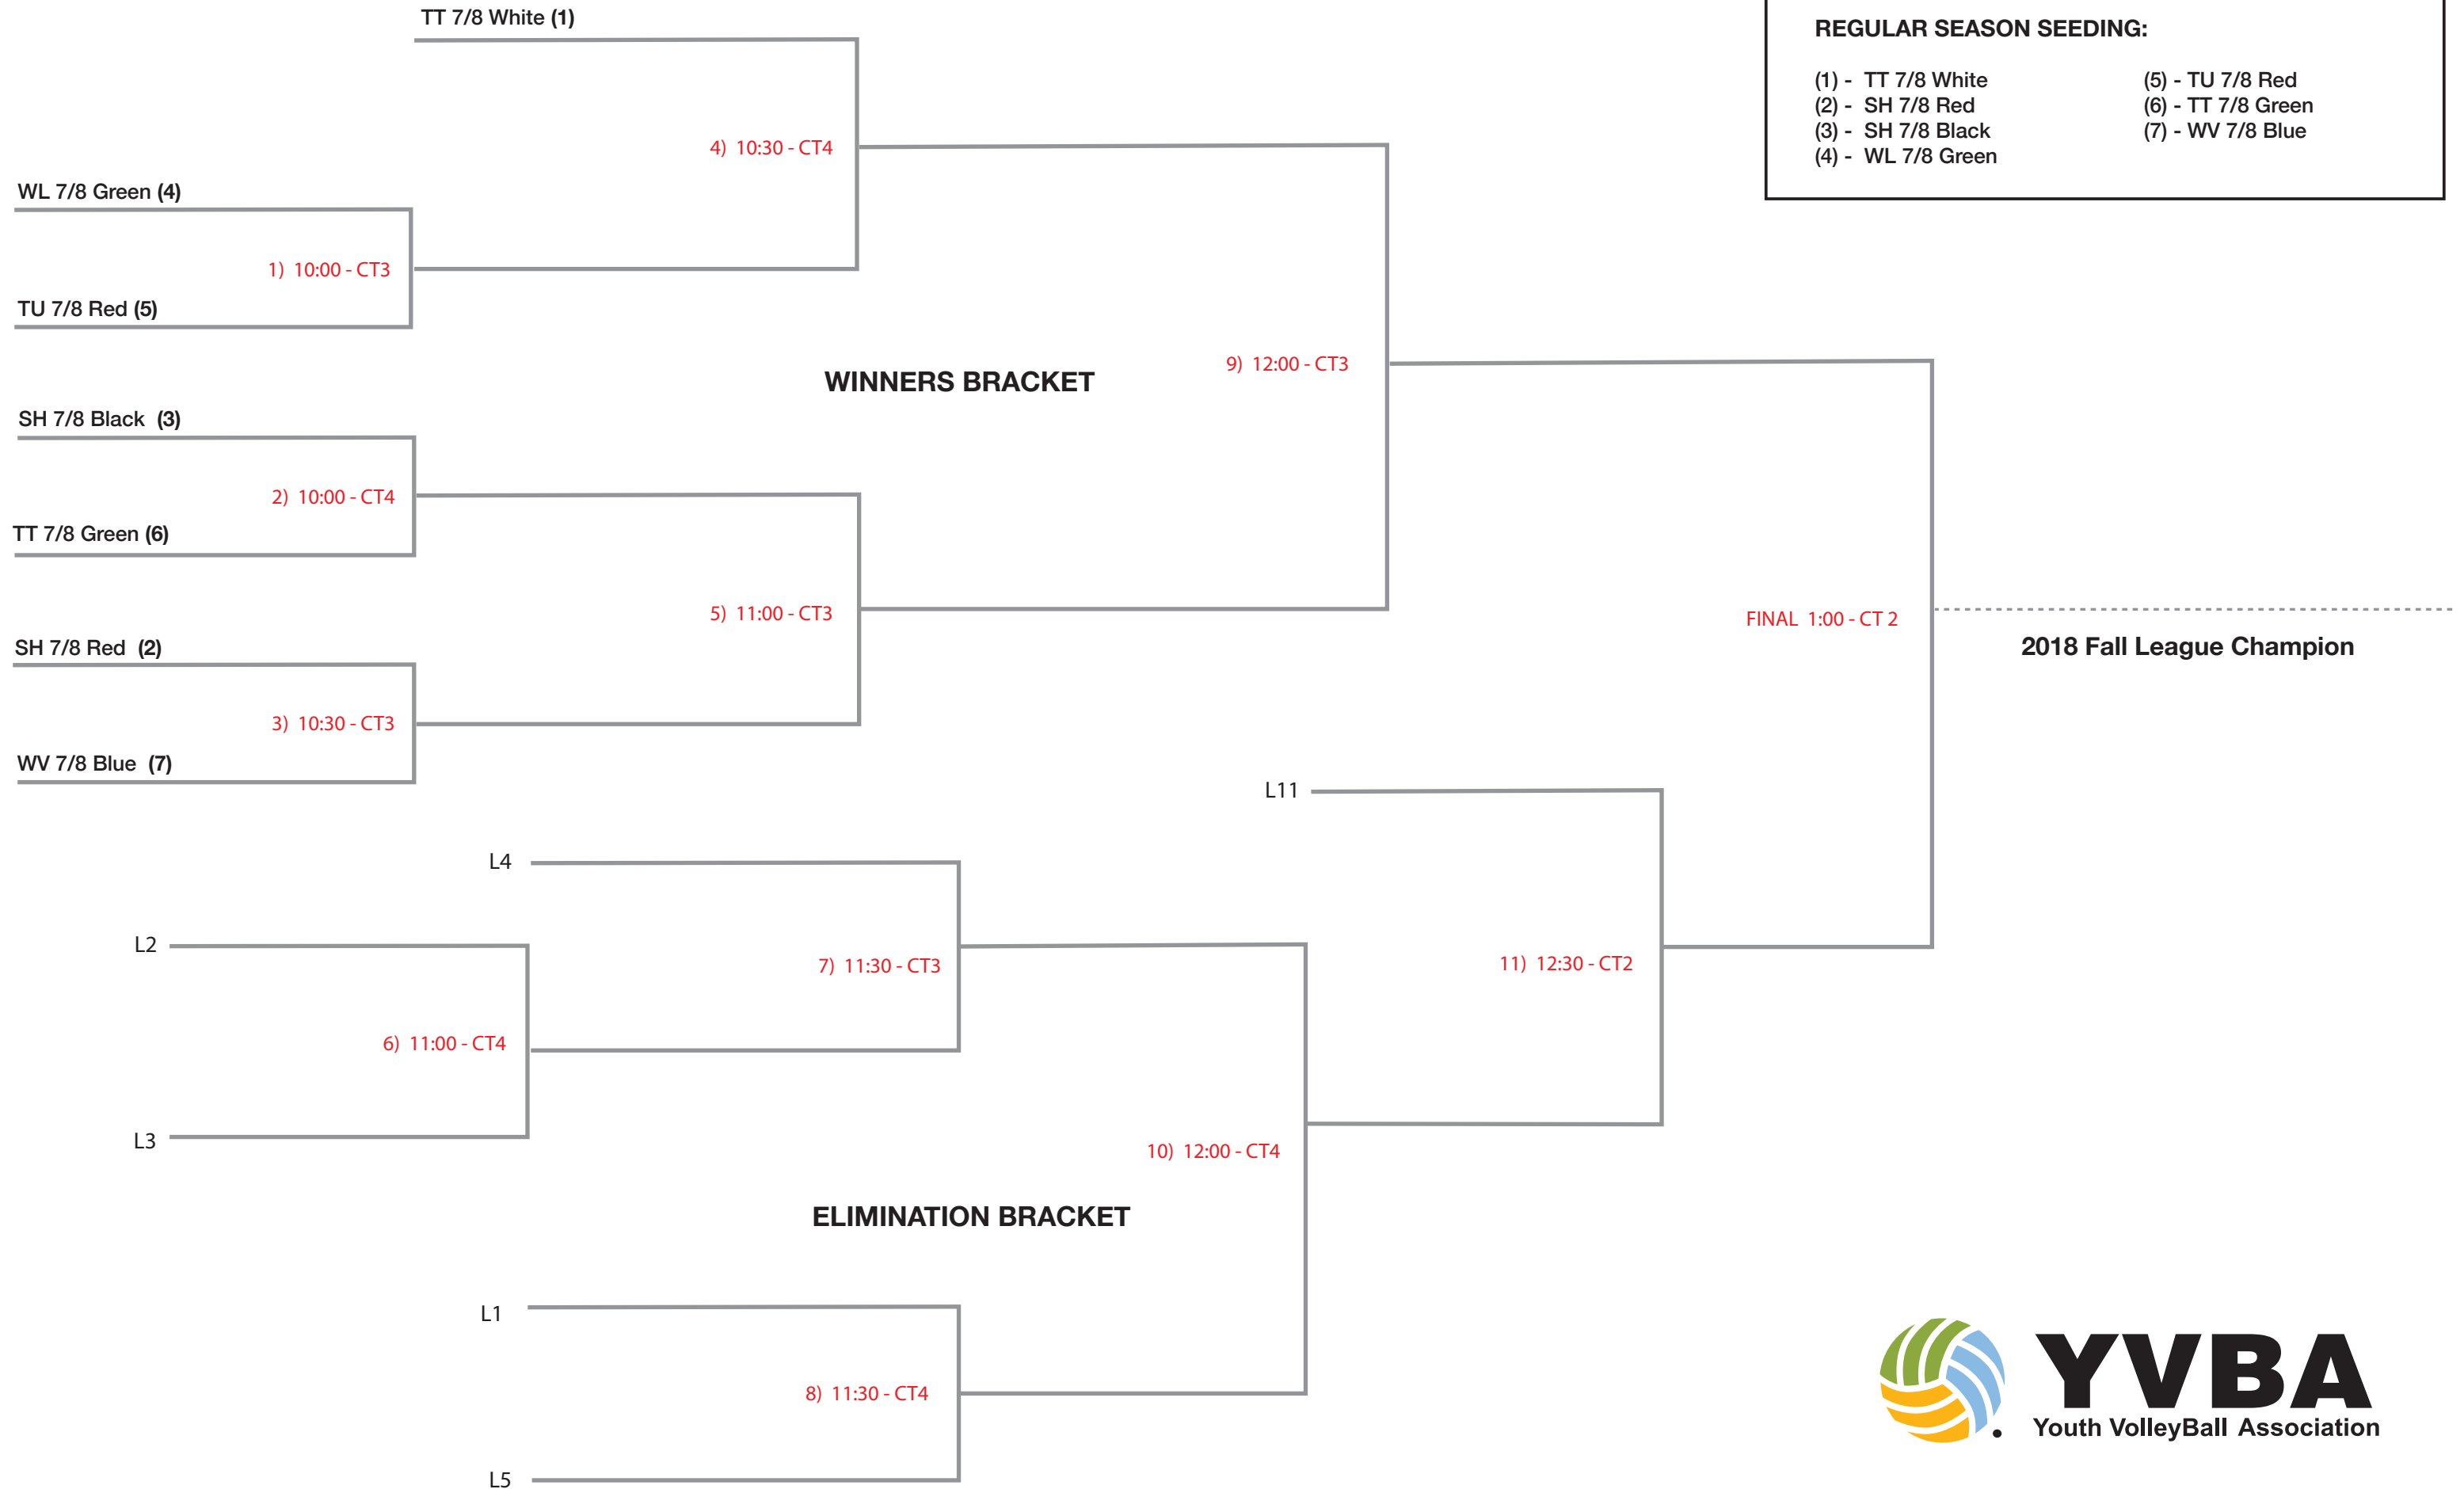 TT 7/8 White (1)
REGULAR SEASON SEEDING:
(1) - TT 7/8 White
(2) - SH 7/8 Red
(3) - SH 7/8 Black
(4) - WL 7/8 Green
(5) - TU 7/8 Red
(6) - TT 7/8 Green
(7) - WV 7/8 Blue
4) 10:30 - CT4
WL 7/8 Green (4)
1) 10:00 - CT3
TU 7/8 Red (5)
WINNERS BRACKET
9) 12:00 - CT3
SH 7/8 Black (3)
2) 10:00 - CT4
TT 7/8 Green (6)
5) 11:00 - CT3
FINAL 1:00 - CT 2
2018 Fall League Champion
SH 7/8 Red (2)
3) 10:30 - CT3
WV 7/8 Blue (7)
L11
L4
L2
7) 11:30 - CT3
11) 12:30 - CT2
6) 11:00 - CT4
L3
10) 12:00 - CT4
ELIMINATION BRACKET
L1
8) 11:30 - CT4
L5
YVBA
Youth VolleyBall Association